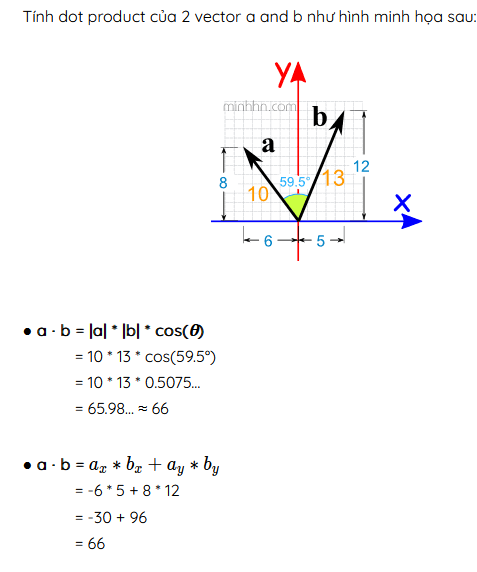 Tính dot product của 2 vector a and b như hình minh họa sau:
Y
minhhn.com
b
a
12
59.5°
13
8
10
X
6
5
● a · b = |a| * |b| * cos(θ)
= 10 * 13 * cos(59.5°)
= 10 * 13 * 0.5075...
= 65.98... ≈ 66
● a · b = aₓ * bₓ + a_y * b_y
= -6 * 5 + 8 * 12
= -30 + 96
= 66